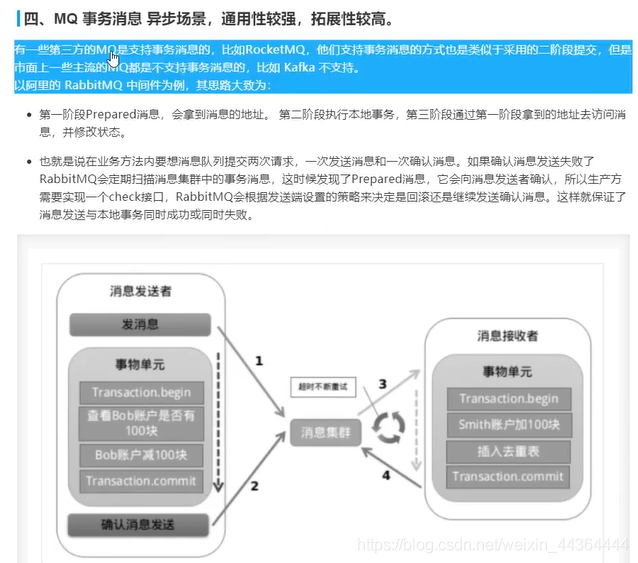 四、MQ 事务消息 异步场景，通用性较强，拓展性较高。
有一些第三方的MQ是支持事务消息的，比如RocketMQ，他们支持事务消息的方式也是类似于采用的二阶段提交，但是
市面上一些主流的MQ都是不支持事务消息的，比如 Kafka 不支持。
以阿里的 RabbitMQ 中间件为例，其思路大致为：
• 第一阶段Prepared消息，会拿到消息的地址。 第二阶段执行本地事务，第三阶段通过第一阶段拿到的地址去访问消
息，并修改状态。
• 也就是说在业务方法内要想消息队列提交两次请求，一次发送消息和一次确认消息。如果确认消息发送失败了
RabbitMQ会定期扫描消息集群中的事务消息，这时候发现了Prepared消息，它会向消息发送者确认，所以生产方
需要实现一个check接口，RabbitMQ会根据发送端设置的策略来决定是回滚还是继续发送确认消息。这样就保证了
消息发送与本地事务同时成功或同时失败。
消息发送者
发消息
事物单元
Transaction.begin
查看Bob账户是否有
100块
Bob账户减100块
Transaction.commit
确认消息发送
1
2
超时不断重试
消息集群
3
4
消息接收者
事物单元
Transaction.begin
Smith账户加100块
插入去重表
Transaction.commit
https://blog.csdn.net/weixin_44364444